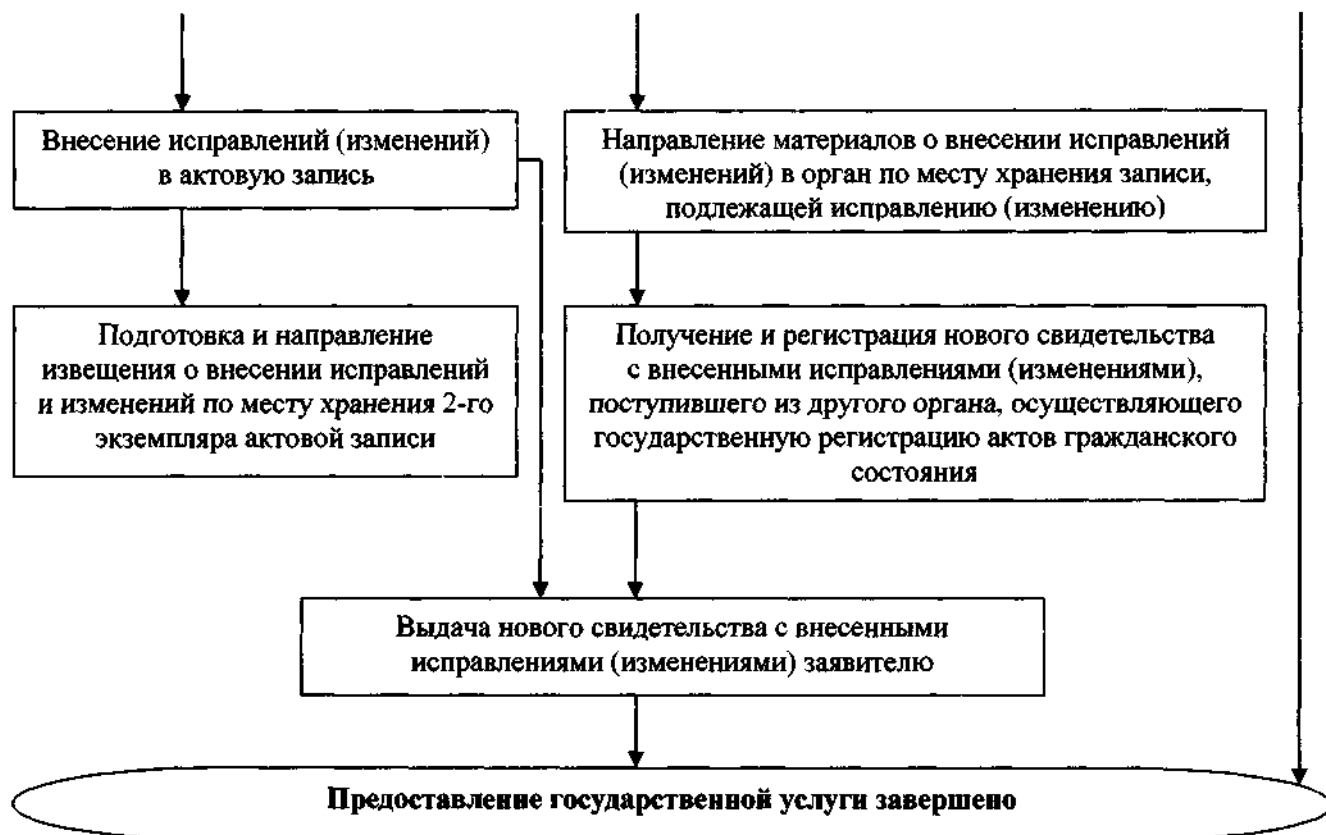 Внесение исправлений (изменений)
в актовую запись
Направление материалов о внесении исправлений
(изменений) в орган по месту хранения записи,
подлежащей исправлению (изменению)
Подготовка и направление
извещения о внесении исправлений
и изменений по месту хранения 2-го
экземпляра актовой записи
Получение и регистрация нового свидетельства
с внесенными исправлениями (изменениями),
поступившего из другого органа, осуществляющего
государственную регистрацию актов гражданского
состояния
Выдача нового свидетельства с внесенными
исправлениями (изменениями) заявителю
Предоставление государственной услуги завершено